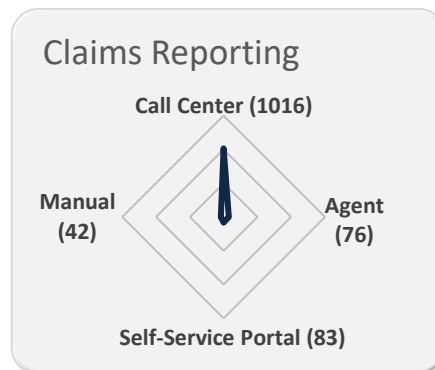 Claims Reporting
Call Center (1016)
Manual
(42)
Agent
(76)
Self-Service Portal (83)